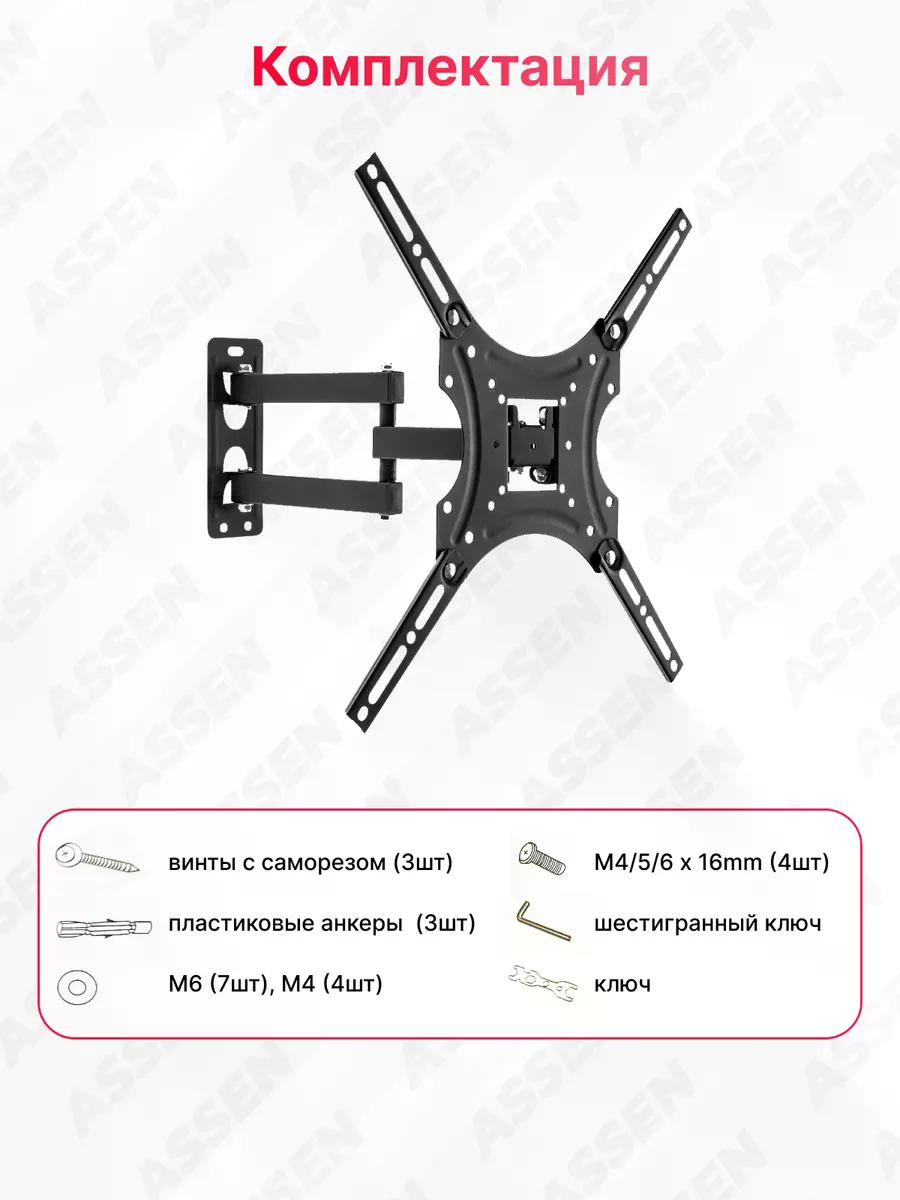 Комплектация
винты с саморезом (3шт)
M4/5/6 x 16mm (4шт)
пластиковые анкеры (3шт)
шестигранный ключ
M6 (7шт), M4 (4шт)
ключ
ASSEN